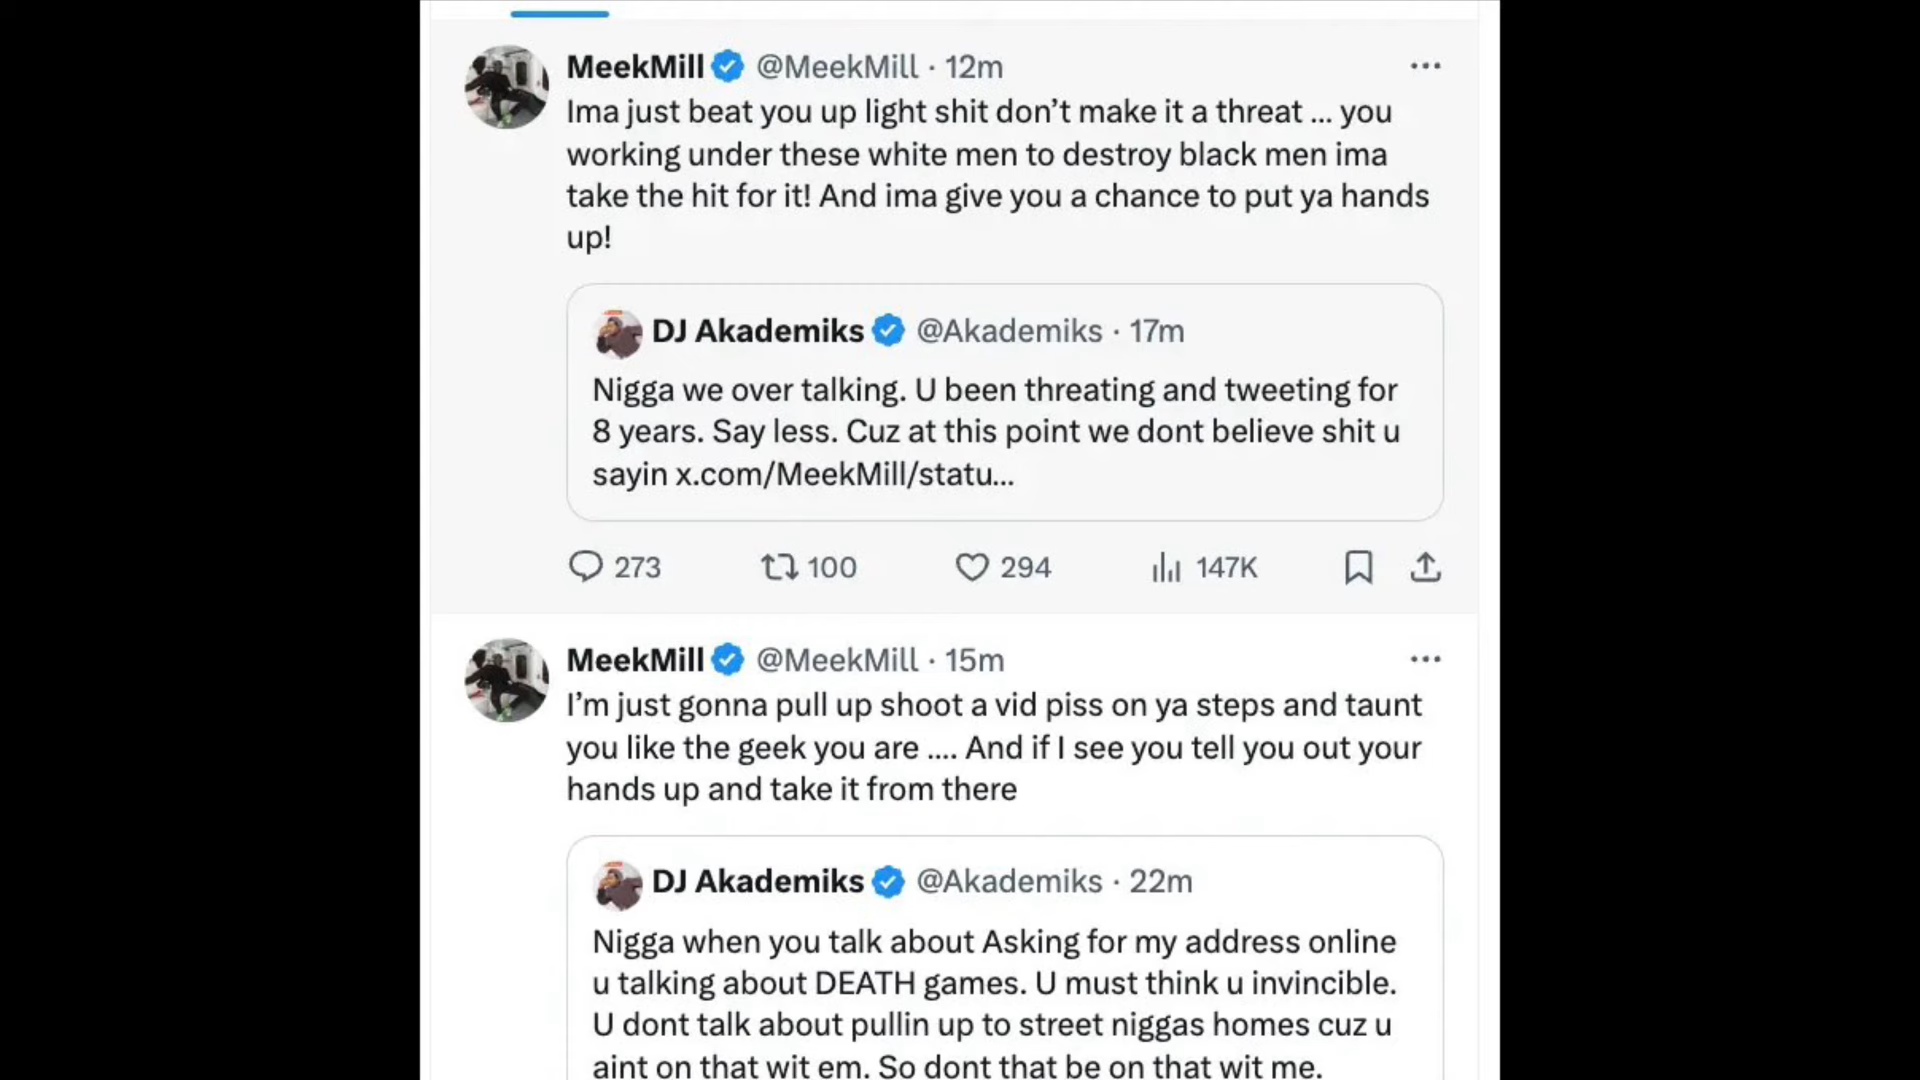 MeekMill @MeekMill · 12m
Ima just beat you up light shit don’t make it a threat ... you
working under these white men to destroy black men ima
take the hit for it! And ima give you a chance to put ya hands
up!
DJ Akademiks @Akademiks · 17m
Nigga we over talking. U been threating and tweeting for
8 years. Say less. Cuz at this point we dont believe shit u
sayin x.com/MeekMill/statu...
273 100 294 147K
MeekMill @MeekMill · 15m
I’m just gonna pull up shoot a vid piss on ya steps and taunt
you like the geek you are .... And if I see you tell you out your
hands up and take it from there
DJ Akademiks @Akademiks · 22m
Nigga when you talk about Asking for my address online
u talking about DEATH games. U must think u invincible.
U dont talk about pullin up to street niggas homes cuz u
aint on that wit em. So dont that be on that wit me.